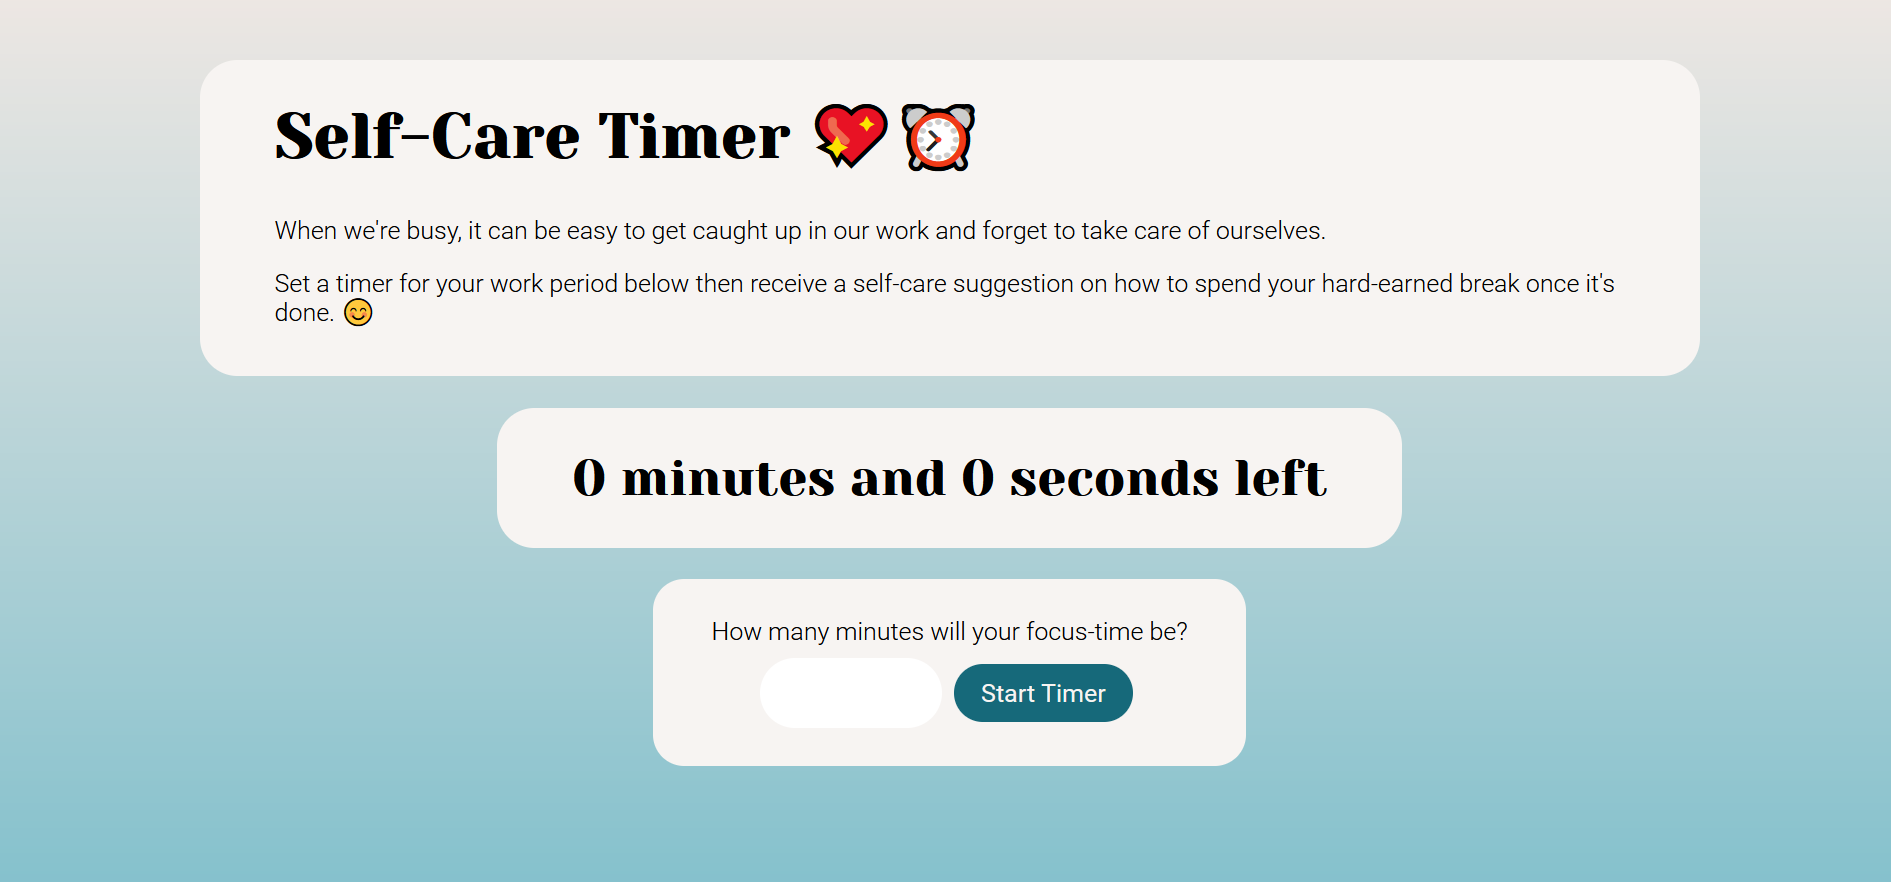 Self-Care Timer 💖⏰
When we're busy, it can be easy to get caught up in our work and forget to take care of ourselves.
Set a timer for your work period below then receive a self-care suggestion on how to spend your hard-earned break once it's
done. 😊
0 minutes and 0 seconds left
How many minutes will your focus-time be?
Start Timer